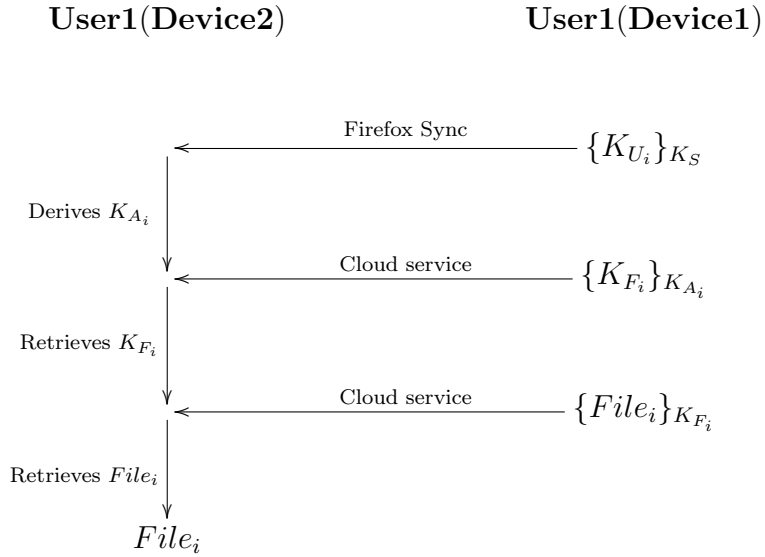 User1(Device2) User1(Device1)
Firefox Sync
{K_{U_i}}_{K_S}
Derives K_{A_i}
Cloud service
{K_{F_i}}_{K_{A_i}}
Retrieves K_{F_i}
Cloud service
{File_i}_{K_{F_i}}
Retrieves File_i
File_i